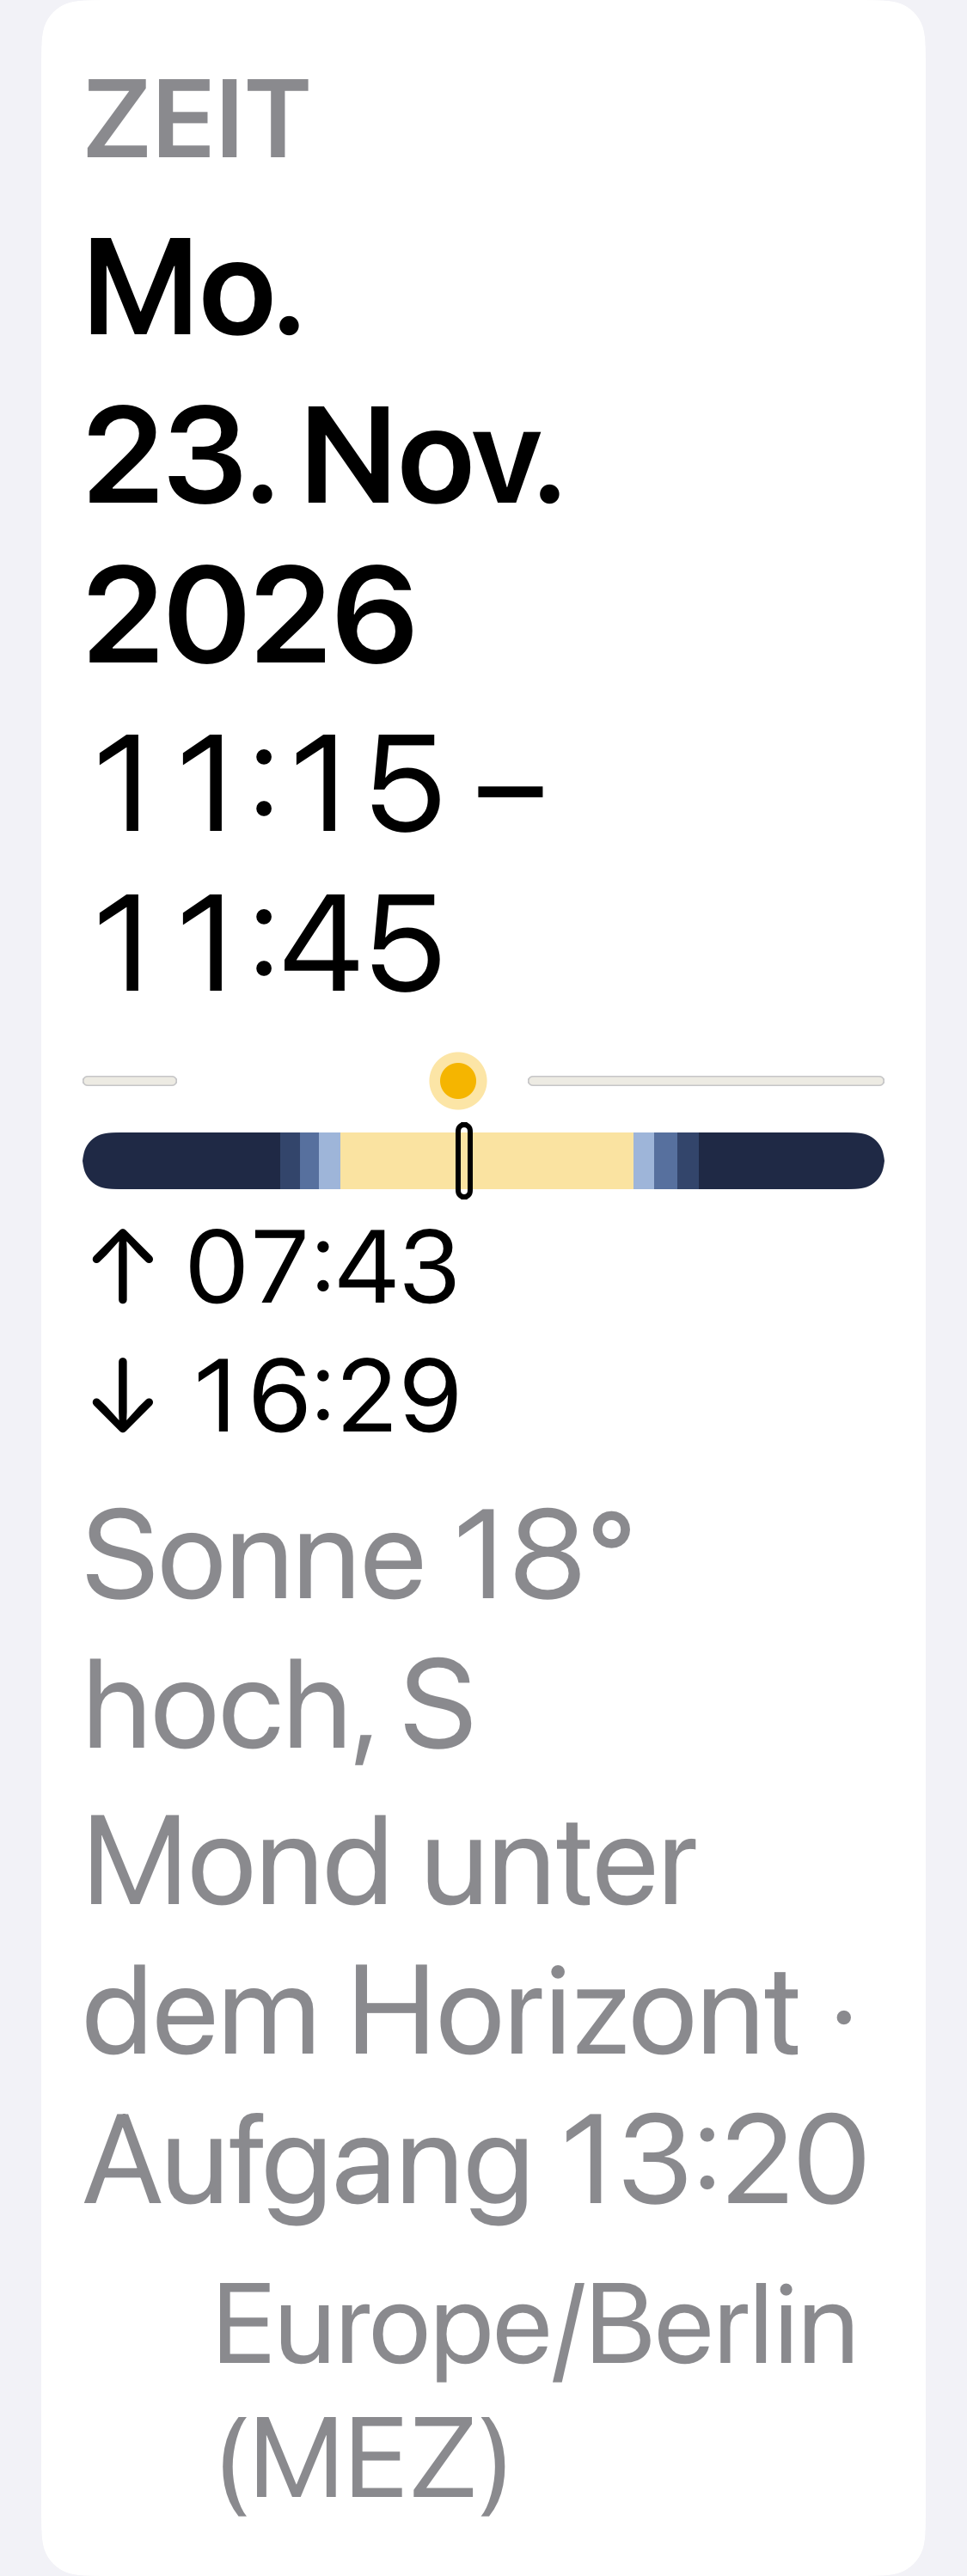 ZEIT
Mo.
23. Nov.
2026
11:15 –
11:45
↑ 07:43
↓ 16:29
Sonne 18°
hoch, S
Mond unter
dem Horizont ·
Aufgang 13:20
Europe/Berlin
(MEZ)